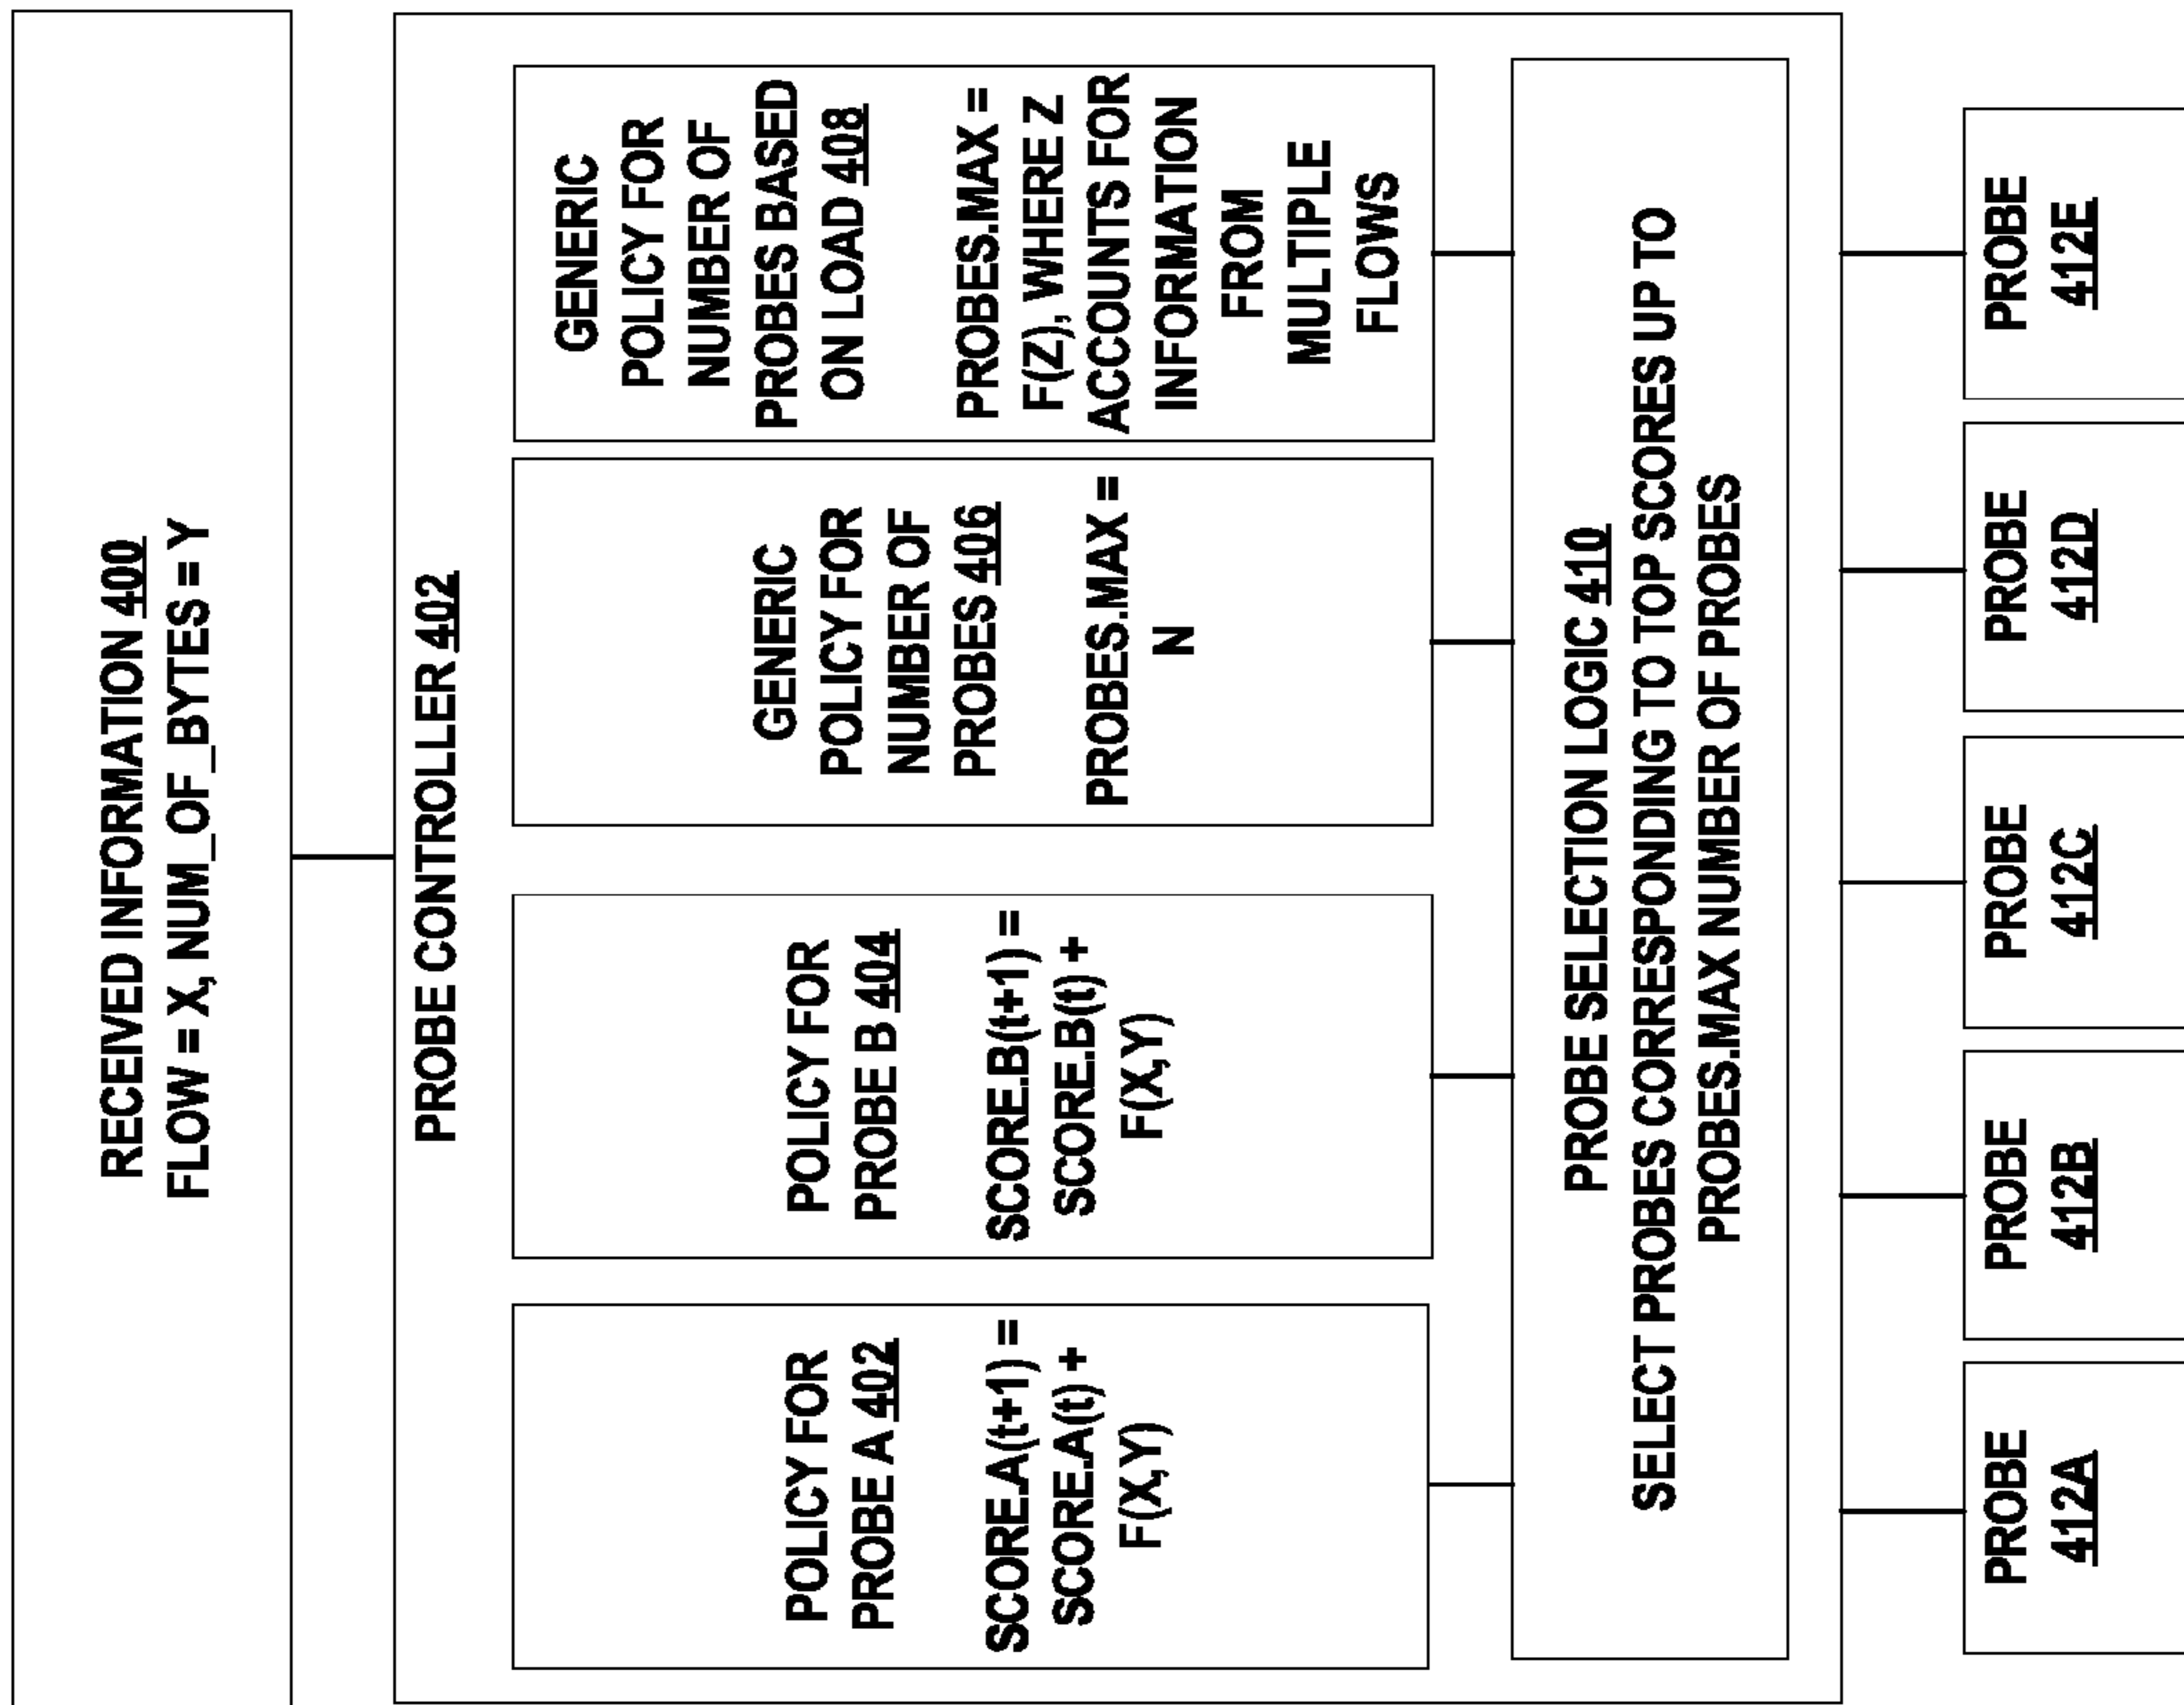 RECEIVED INFORMATION 400
FLOW = X, NUM_OF_BYTES = Y
PROBE CONTROLLER 402
POLICY FOR
PROBE A 402
SCORE.A(t+1) =
SCORE.A(t) +
F(X,Y)
POLICY FOR
PROBE B 404
SCORE.B(t+1) =
SCORE.B(t) +
F(X,Y)
GENERIC
POLICY FOR
NUMBER OF
PROBES 406
PROBES.MAX =
N
GENERIC
POLICY FOR
NUMBER OF
PROBES BASED
ON LOAD 408
PROBES.MAX =
F(Z), WHERE Z
ACCOUNTS FOR
INFORMATION
FROM
MULTIPLE
FLOWS
PROBE SELECTION LOGIC 410
SELECT PROBES CORRESPONDING TO TOP SCORES UP TO
PROBES.MAX NUMBER OF PROBES
PROBE
412A
PROBE
412B
PROBE
412C
PROBE
412D
PROBE
412E